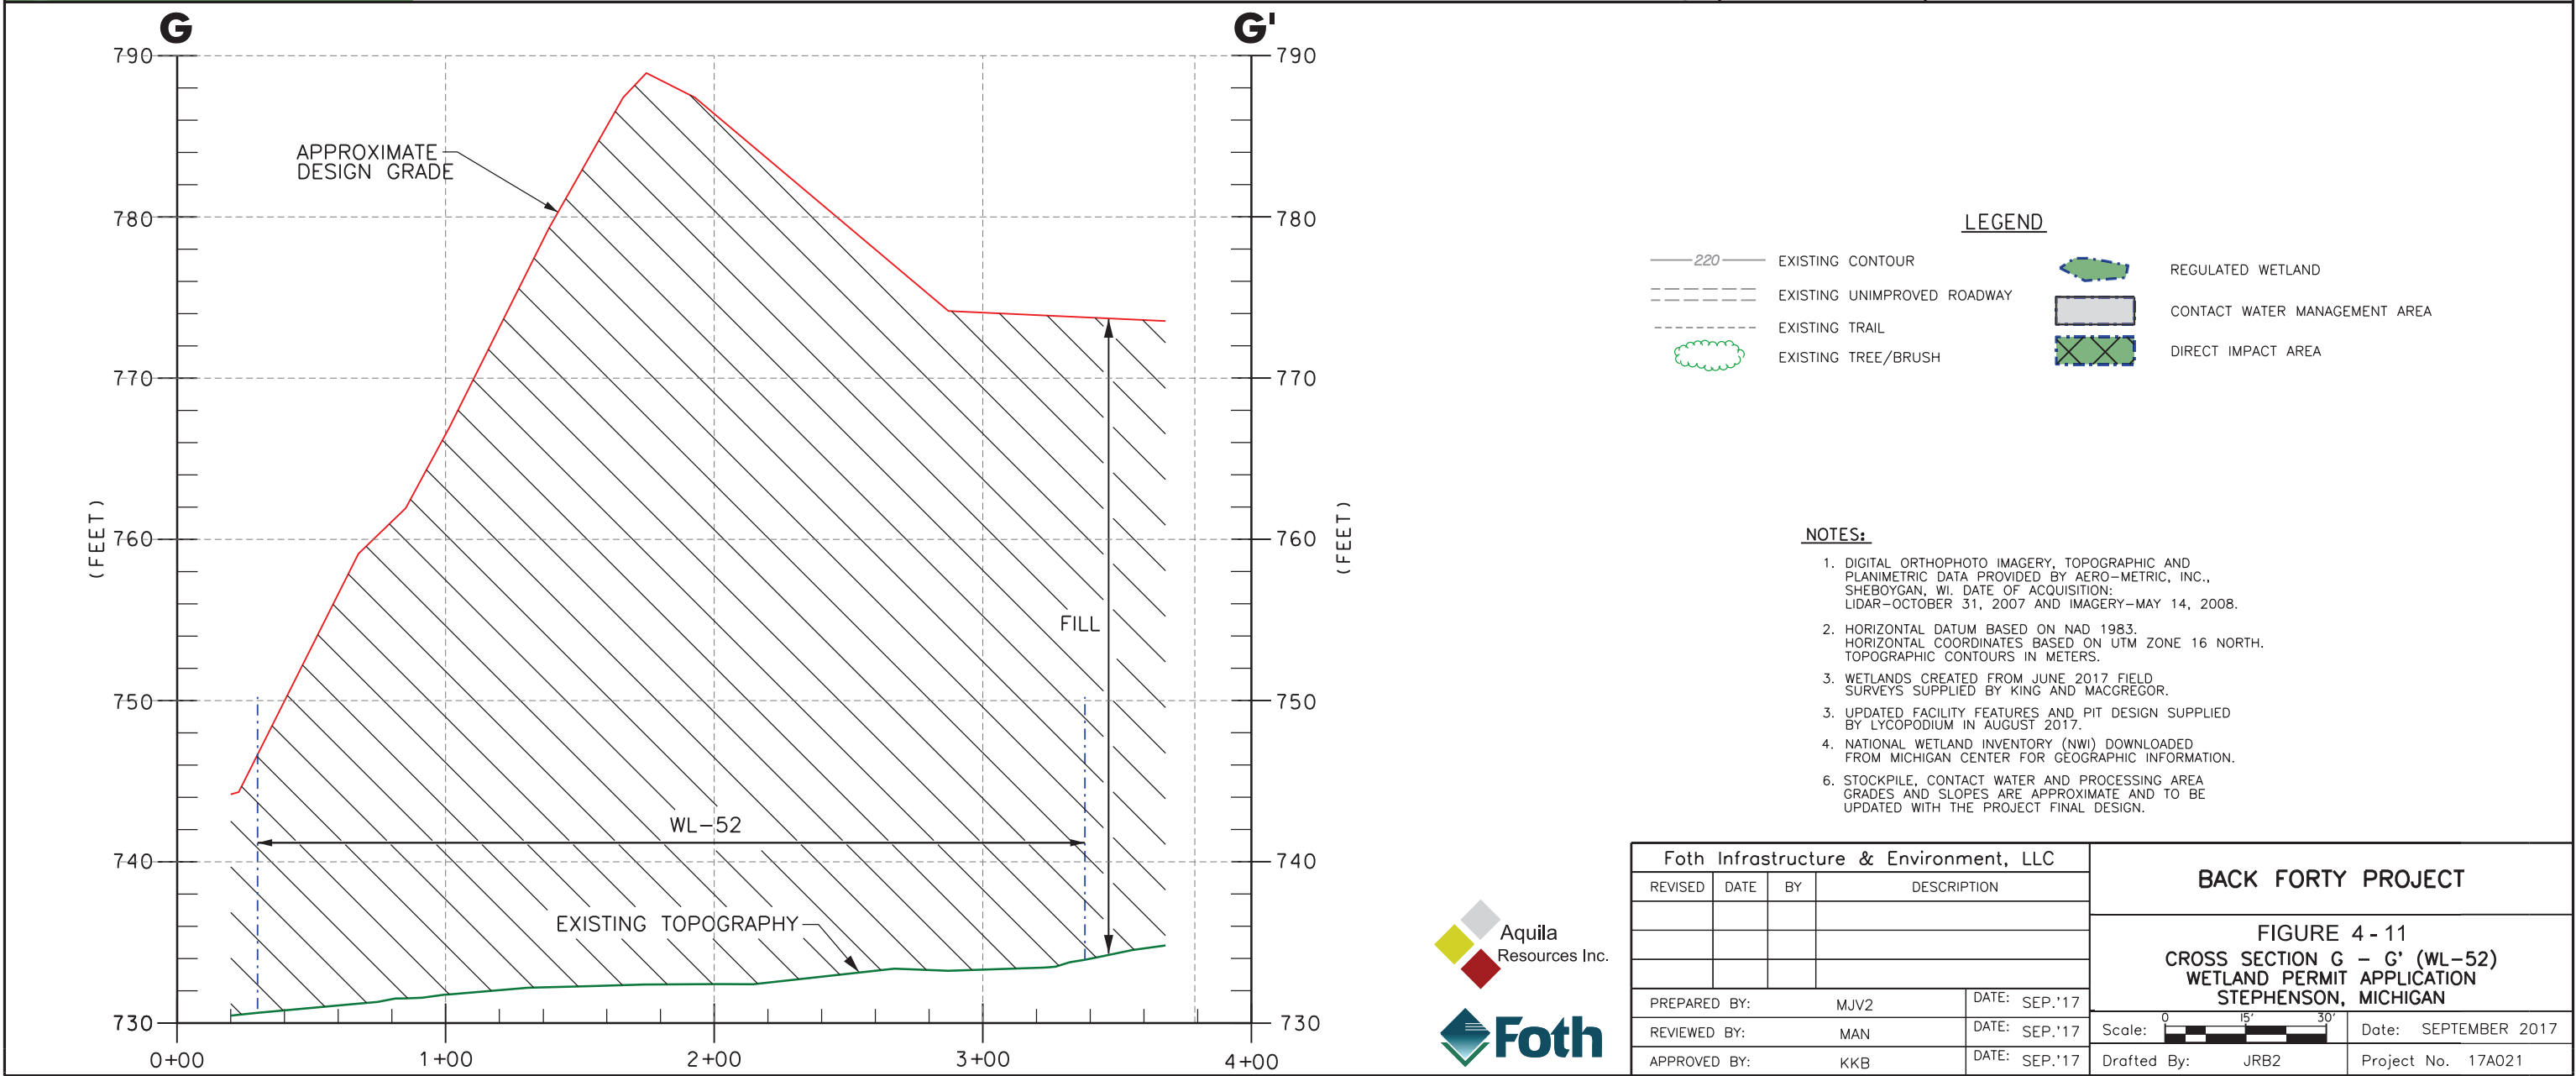 G
G'
790
780
770
760
750
740
730
(FEET)
790
780
770
760
750
740
730
(FEET)
0+00
1+00
2+00
3+00
4+00
APPROXIMATE
DESIGN GRADE
FILL
WL-52
EXISTING TOPOGRAPHY
LEGEND
220
EXISTING CONTOUR
EXISTING UNIMPROVED ROADWAY
EXISTING TRAIL
EXISTING TREE/BRUSH
REGULATED WETLAND
CONTACT WATER MANAGEMENT AREA
DIRECT IMPACT AREA
NOTES:
1. DIGITAL ORTHOPHOTO IMAGERY, TOPOGRAPHIC AND
PLANIMETRIC DATA PROVIDED BY AERO-METRIC, INC.,
SHEBOYGAN, WI. DATE OF ACQUISITION:
LIDAR-OCTOBER 31, 2007 AND IMAGERY-MAY 14, 2008.
2. HORIZONTAL DATUM BASED ON NAD 1983.
HORIZONTAL COORDINATES BASED ON UTM ZONE 16 NORTH.
TOPOGRAPHIC CONTOURS IN METERS.
3. WETLANDS CREATED FROM JUNE 2017 FIELD
SURVEYS SUPPLIED BY KING AND MACGREGOR.
3. UPDATED FACILITY FEATURES AND PIT DESIGN SUPPLIED
BY LYCOPODIUM IN AUGUST 2017.
4. NATIONAL WETLAND INVENTORY (NWI) DOWNLOADED
FROM MICHIGAN CENTER FOR GEOGRAPHIC INFORMATION.
6. STOCKPILE, CONTACT WATER AND PROCESSING AREA
GRADES AND SLOPES ARE APPROXIMATE AND TO BE
UPDATED WITH THE PROJECT FINAL DESIGN.
Aquila
Resources Inc.
Foth
Foth Infrastructure & Environment, LLC
REVISED DATE BY DESCRIPTION
PREPARED BY: MJV2 DATE: SEP.'17
REVIEWED BY: MAN DATE: SEP.'17
APPROVED BY: KKB DATE: SEP.'17
BACK FORTY PROJECT
FIGURE 4-11
CROSS SECTION G - G' (WL-52)
WETLAND PERMIT APPLICATION
STEPHENSON, MICHIGAN
Scale: 0 15' 30'
Date: SEPTEMBER 2017
Drafted By: JRB2
Project No. 17A021